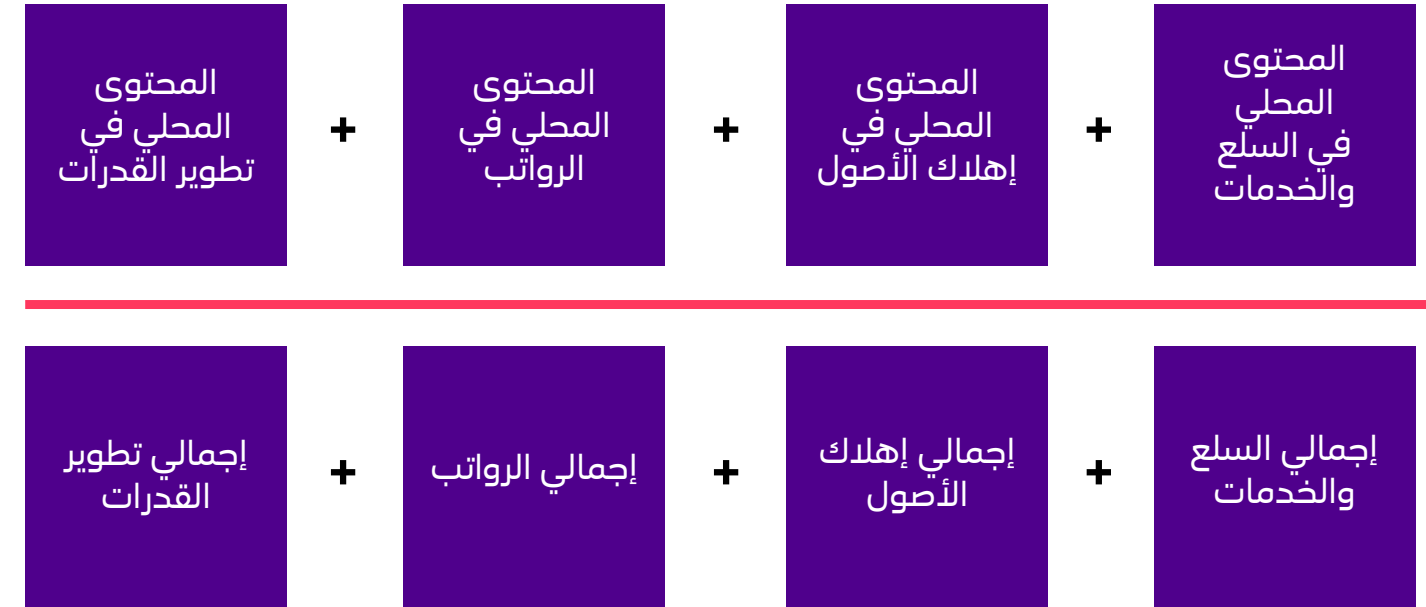 المحتوى
المحلي
في السلع
والخدمات
+
المحتوى
المحلي في
إهلاك الأصول
+
المحتوى
المحلي في
الرواتب
+
المحتوى
المحلي في
تطوير القدرات
إجمالي السلع
والخدمات
+
إجمالي إهلاك
الأصول
+
إجمالي الرواتب
+
إجمالي تطوير
القدرات